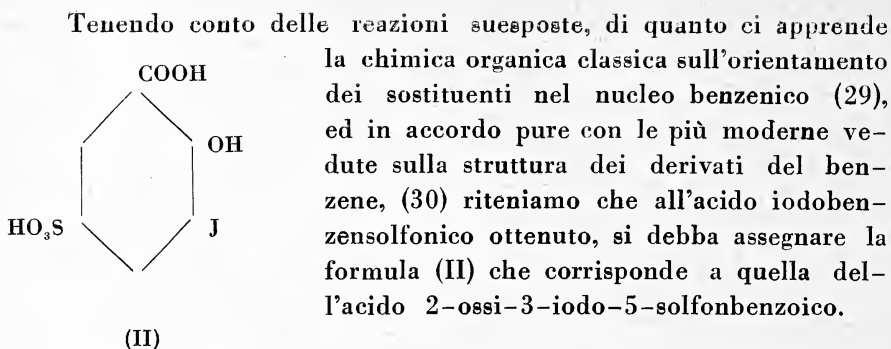 Tenendo conto delle reazioni suesposte, di quanto ci apprende
la chimica organica classica sull'orientamento
dei sostituenti nel nucleo benzenico (29),
ed in accordo pure con le più moderne ve-
dute sulla struttura dei derivati del ben-
zene, (30) riteniamo che all'acido iodoben-
zensolfonico ottenuto, si debba assegnare la
formula (II) che corrisponde a quella del-
l'acido 2-ossi-3-iodo-5-solfonbenzoico.
COOH
OH
HO₃S
J
(II)